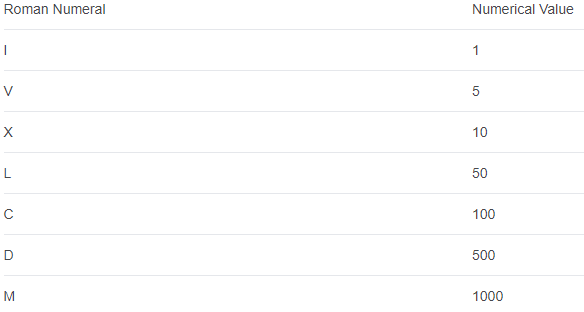 Roman Numeral Numerical Value
I 1
V 5
X 10
L 50
C 100
D 500
M 1000